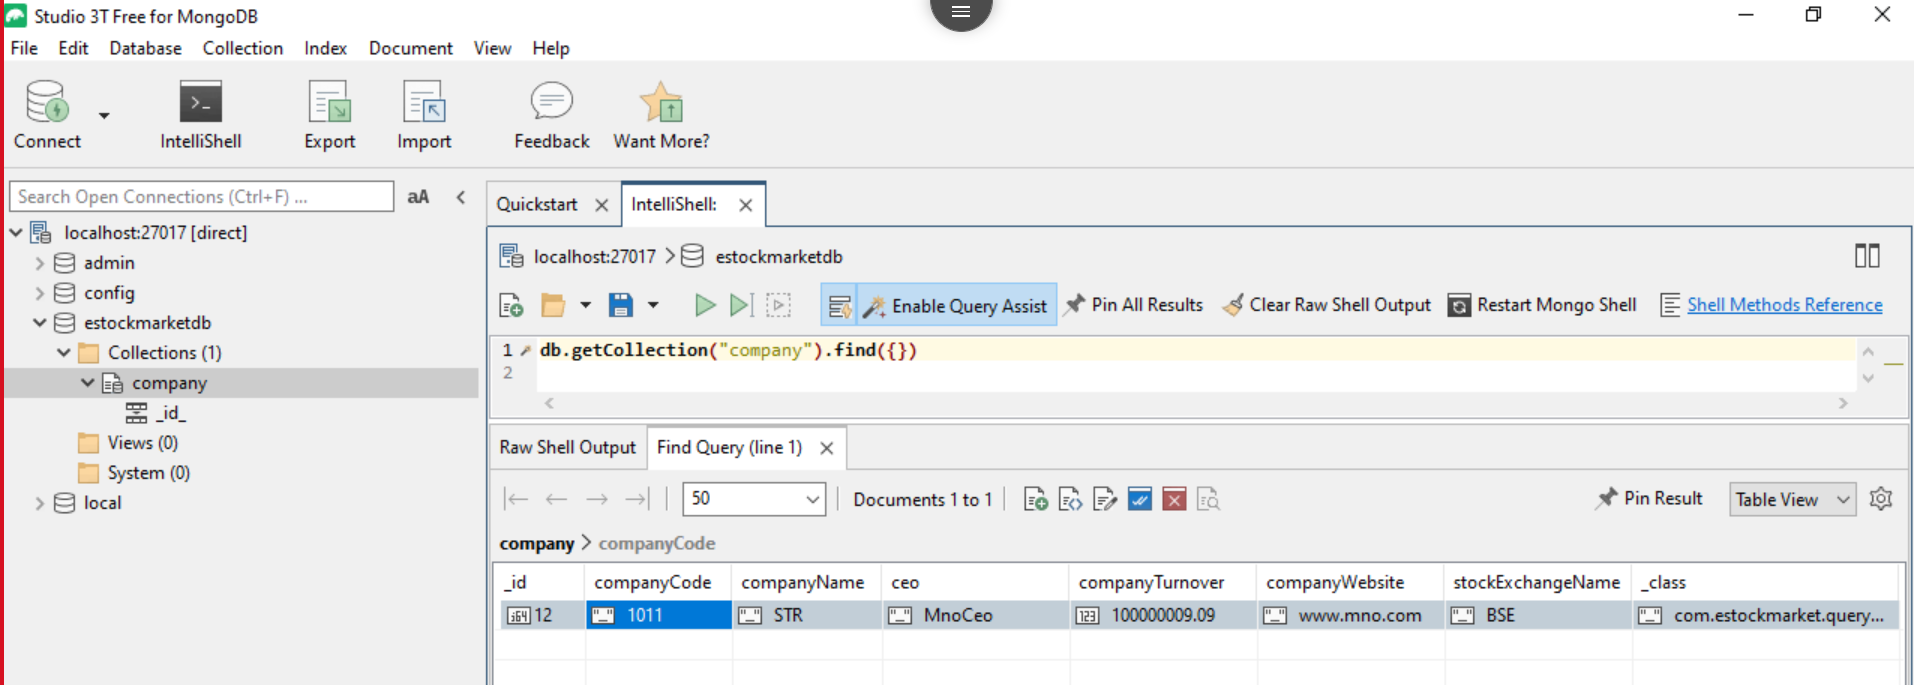 Studio 3T Free for MongoDB
File Edit Database Collection Index Document View Help
Connect IntelliShell Export Import Feedback Want More?
Search Open Connections (Ctrl+F) ... aA
localhost:27017 [direct]
admin
config
estockmarketdb
Collections (1)
company
_id_
Views (0)
System (0)
local
Quickstart IntelliShell:
localhost:27017 estockmarketdb
Enable Query Assist Pin All Results Clear Raw Shell Output Restart Mongo Shell Shell Methods Reference
1 db.getCollection("company").find({})
2
Raw Shell Output Find Query (line 1)
50 Documents 1 to 1 Pin Result Table View
company > companyCode
_id companyCode companyName ceo companyTurnover companyWebsite stockExchangeName _class
i64 12 "_" 1011 "_" STR "_" MnoCeo 123 100000009.09 "_" www.mno.com "_" BSE "_" com.estockmarket.query...